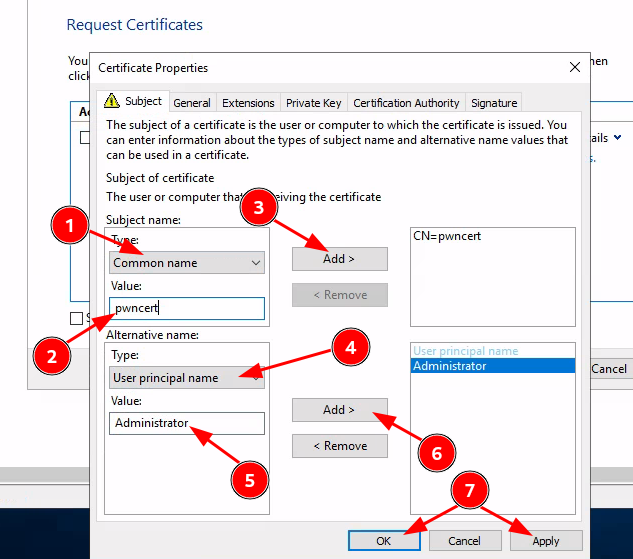 Request Certificates
You
hen
click
Certificate Properties
Subject
General
Extensions
Private Key
Certification Authority
Signature
The subject of a certificate is the user or computer to which the certificate is issued. You
can enter information about the types of subject name and alternative name values that
can be used in a certificate.
Subject of certificate
The user or computer that eiving the certificate
Subject name:
Type:
Common name
Value:
pwncert
Add >
< Remove
CN=pwncert
Alternative name:
Type:
User principal name
Value:
Administrator
Add >
< Remove
User principal name
Administrator
OK
Cancel
Apply
Ac
ails
s.
S
Cancel
1
2
3
4
5
6
7